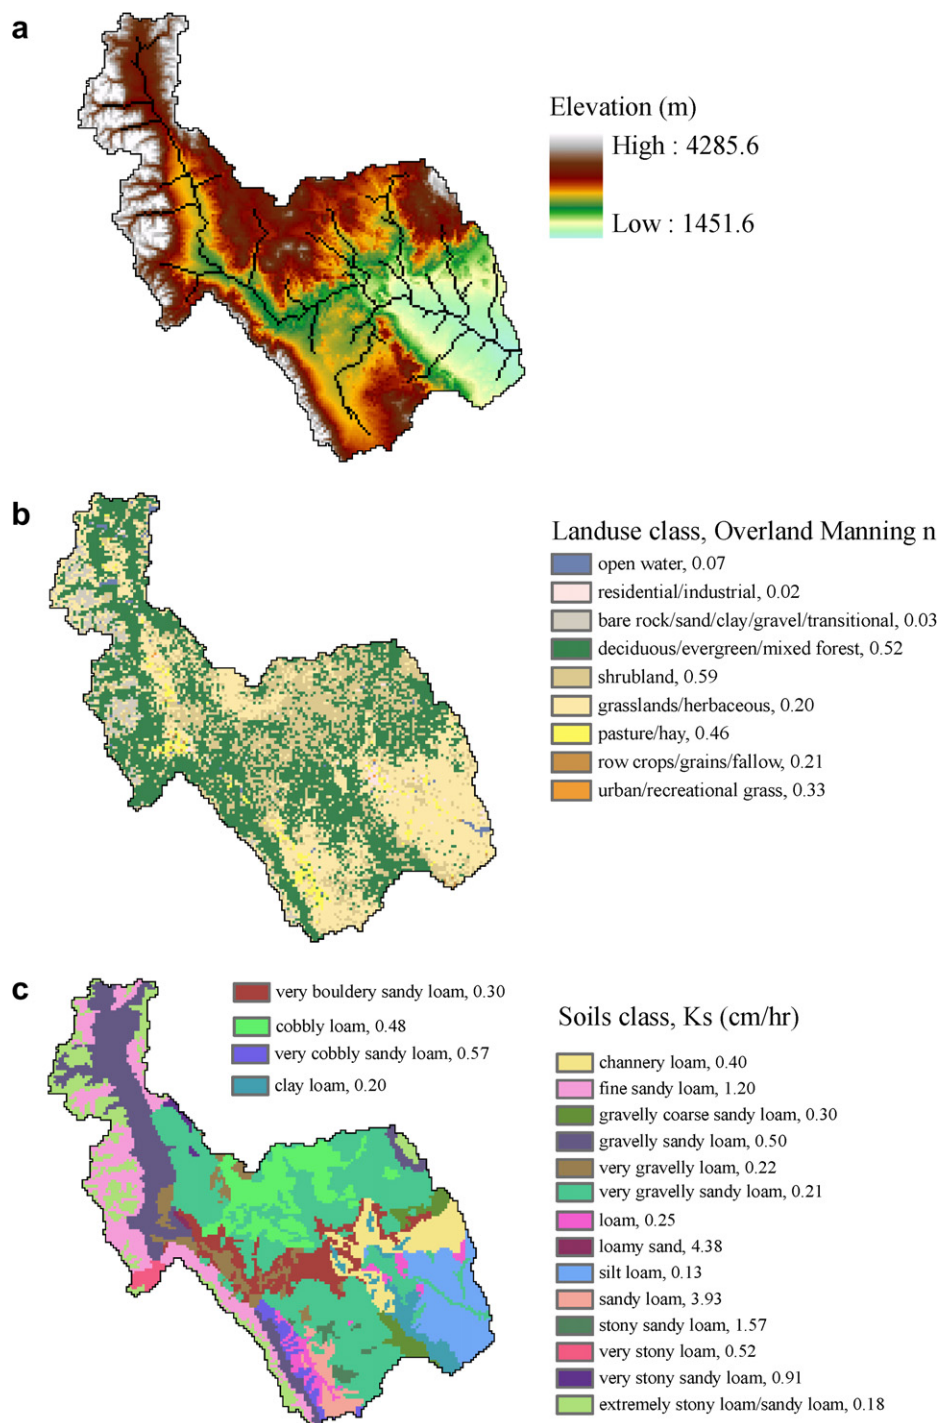 a
Elevation (m)
High : 4285.6
Low : 1451.6
b
Landuse class, Overland Manning n
open water, 0.07
residential/industrial, 0.02
bare rock/sand/clay/gravel/transitional, 0.03
deciduous/evergreen/mixed forest, 0.52
shrubland, 0.59
grasslands/herbaceous, 0.20
pasture/hay, 0.46
row crops/grains/fallow, 0.21
urban/recreational grass, 0.33
c
very bouldery sandy loam, 0.30
cobbly loam, 0.48
very cobbly sandy loam, 0.57
clay loam, 0.20
Soils class, Ks (cm/hr)
channery loam, 0.40
fine sandy loam, 1.20
gravelly coarse sandy loam, 0.30
gravelly sandy loam, 0.50
very gravelly loam, 0.22
very gravelly sandy loam, 0.21
loam, 0.25
loamy sand, 4.38
silt loam, 0.13
sandy loam, 3.93
stony sandy loam, 1.57
very stony loam, 0.52
very stony sandy loam, 0.91
extremely stony loam/sandy loam, 0.18